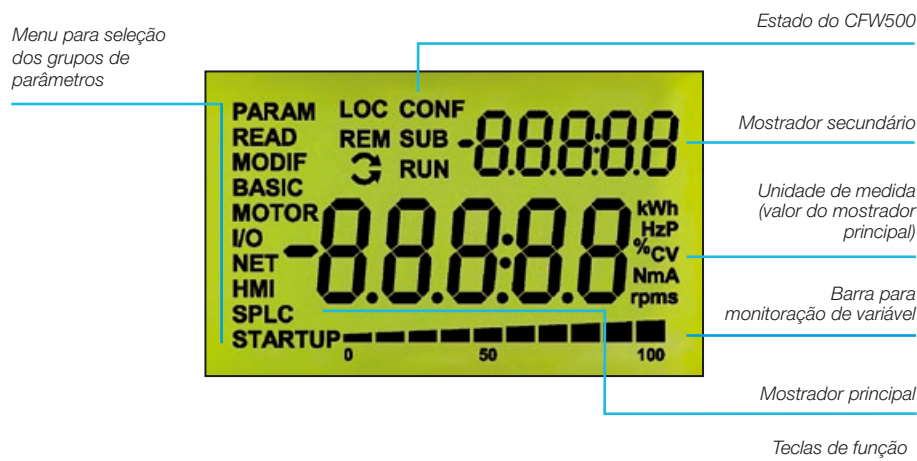 Menu para seleção
dos grupos de
parâmetros
Estado do CFW500
Mostrador secundário
Unidade de medida
(valor do mostrador
principal)
Barra para
monitoração de variável
Mostrador principal
Teclas de função
PARAM
READ
MODIF
BASIC
MOTOR
I/O
NET
HMI
SPLC
STARTUP
LOC CONF
REM SUB
RUN
-8.8.8.8:8.8
-8.8.8:8.8
kWh
HzP
%CV
NmA
rpms
0 50 100